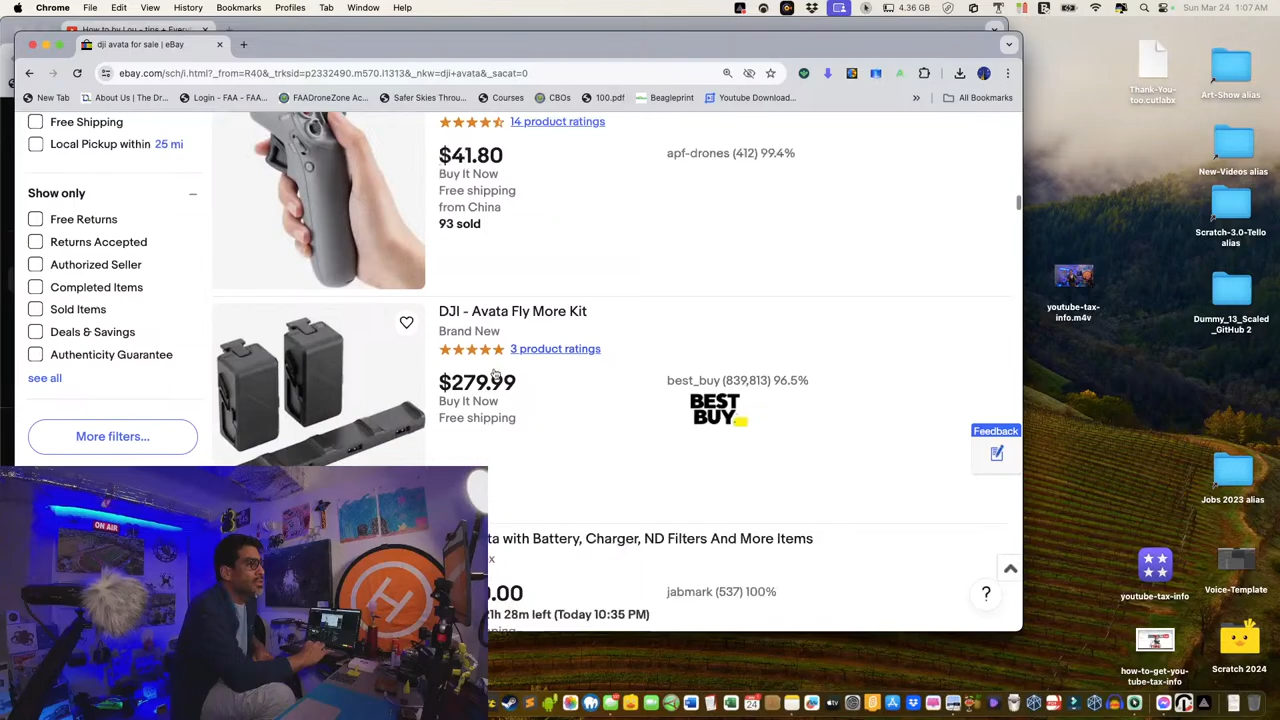 Chrome File Edit View History Bookmarks Profiles Tab Window Help 4.36 GB Sun Mar 24 1:07 AM
dji avata for sale | eBay
ebay.com/sch/i.html?_from=R40&_trksid=p2332490.m570.l1313&_nkw=dji+avata&_sacat=0
New Tab About Us | The Dr... Login - FAA - FAA... FAADroneZone Ac... Safer Skies Throu... Courses CBOs 100.pdf Beagleprint Youtube Download... » All Bookmarks
Free Shipping
Local Pickup within 25 mi
Show only
Free Returns
Returns Accepted
Authorized Seller
Completed Items
Sold Items
Deals & Savings
Authenticity Guarantee
see all
More filters...
14 product ratings
$41.80
apf-drones (412) 99.4%
Buy It Now
Free shipping
from China
93 sold
DJI - Avata Fly More Kit
Brand New
3 product ratings
$279.99
best_buy (839,813) 96.5%
Buy It Now
BEST
BUY
Free shipping
Feedback
ta with Battery, Charger, ND Filters And More Items
x
0.00
jabmark (537) 100%
21h 28m left (Today 10:35 PM)
?
ON AIR
H
Thank-You-
too.cutlabx
Art-Show alias
New-Videos alias
Scratch-3.0-Tello
alias
youtube-tax-
info.m4v
Dummy_13_Scaled
_GitHub 2
Jobs 2023 alias
youtube-tax-info
Voice-Template
how-to-get-you-
tube-tax-info
Scratch 2024